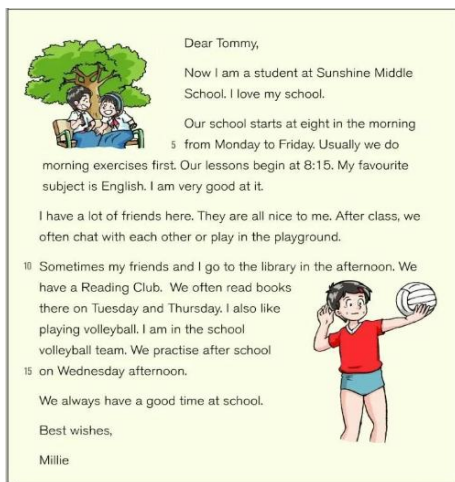 Dear Tommy,
Now I am a student at Sunshine Middle
School. I love my school.
Our school starts at eight in the morning
5 from Monday to Friday. Usually we do
morning exercises first. Our lessons begin at 8:15. My favourite
subject is English. I am very good at it.
I have a lot of friends here. They are all nice to me. After class, we
often chat with each other or play in the playground.
10 Sometimes my friends and I go to the library in the afternoon. We
have a Reading Club. We often read books
there on Tuesday and Thursday. I also like
playing volleyball. I am in the school
volleyball team. We practise after school
15 on Wednesday afternoon.
We always have a good time at school.
Best wishes,
Millie